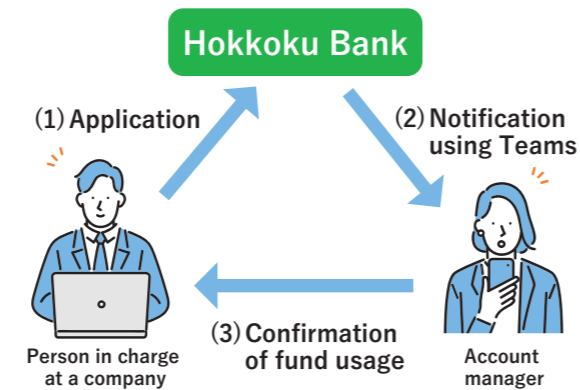 Hokkoku Bank
(1) Application
(2) Notification
using Teams
(3) Confirmation
of fund usage
Person in charge
at a company
Account
manager